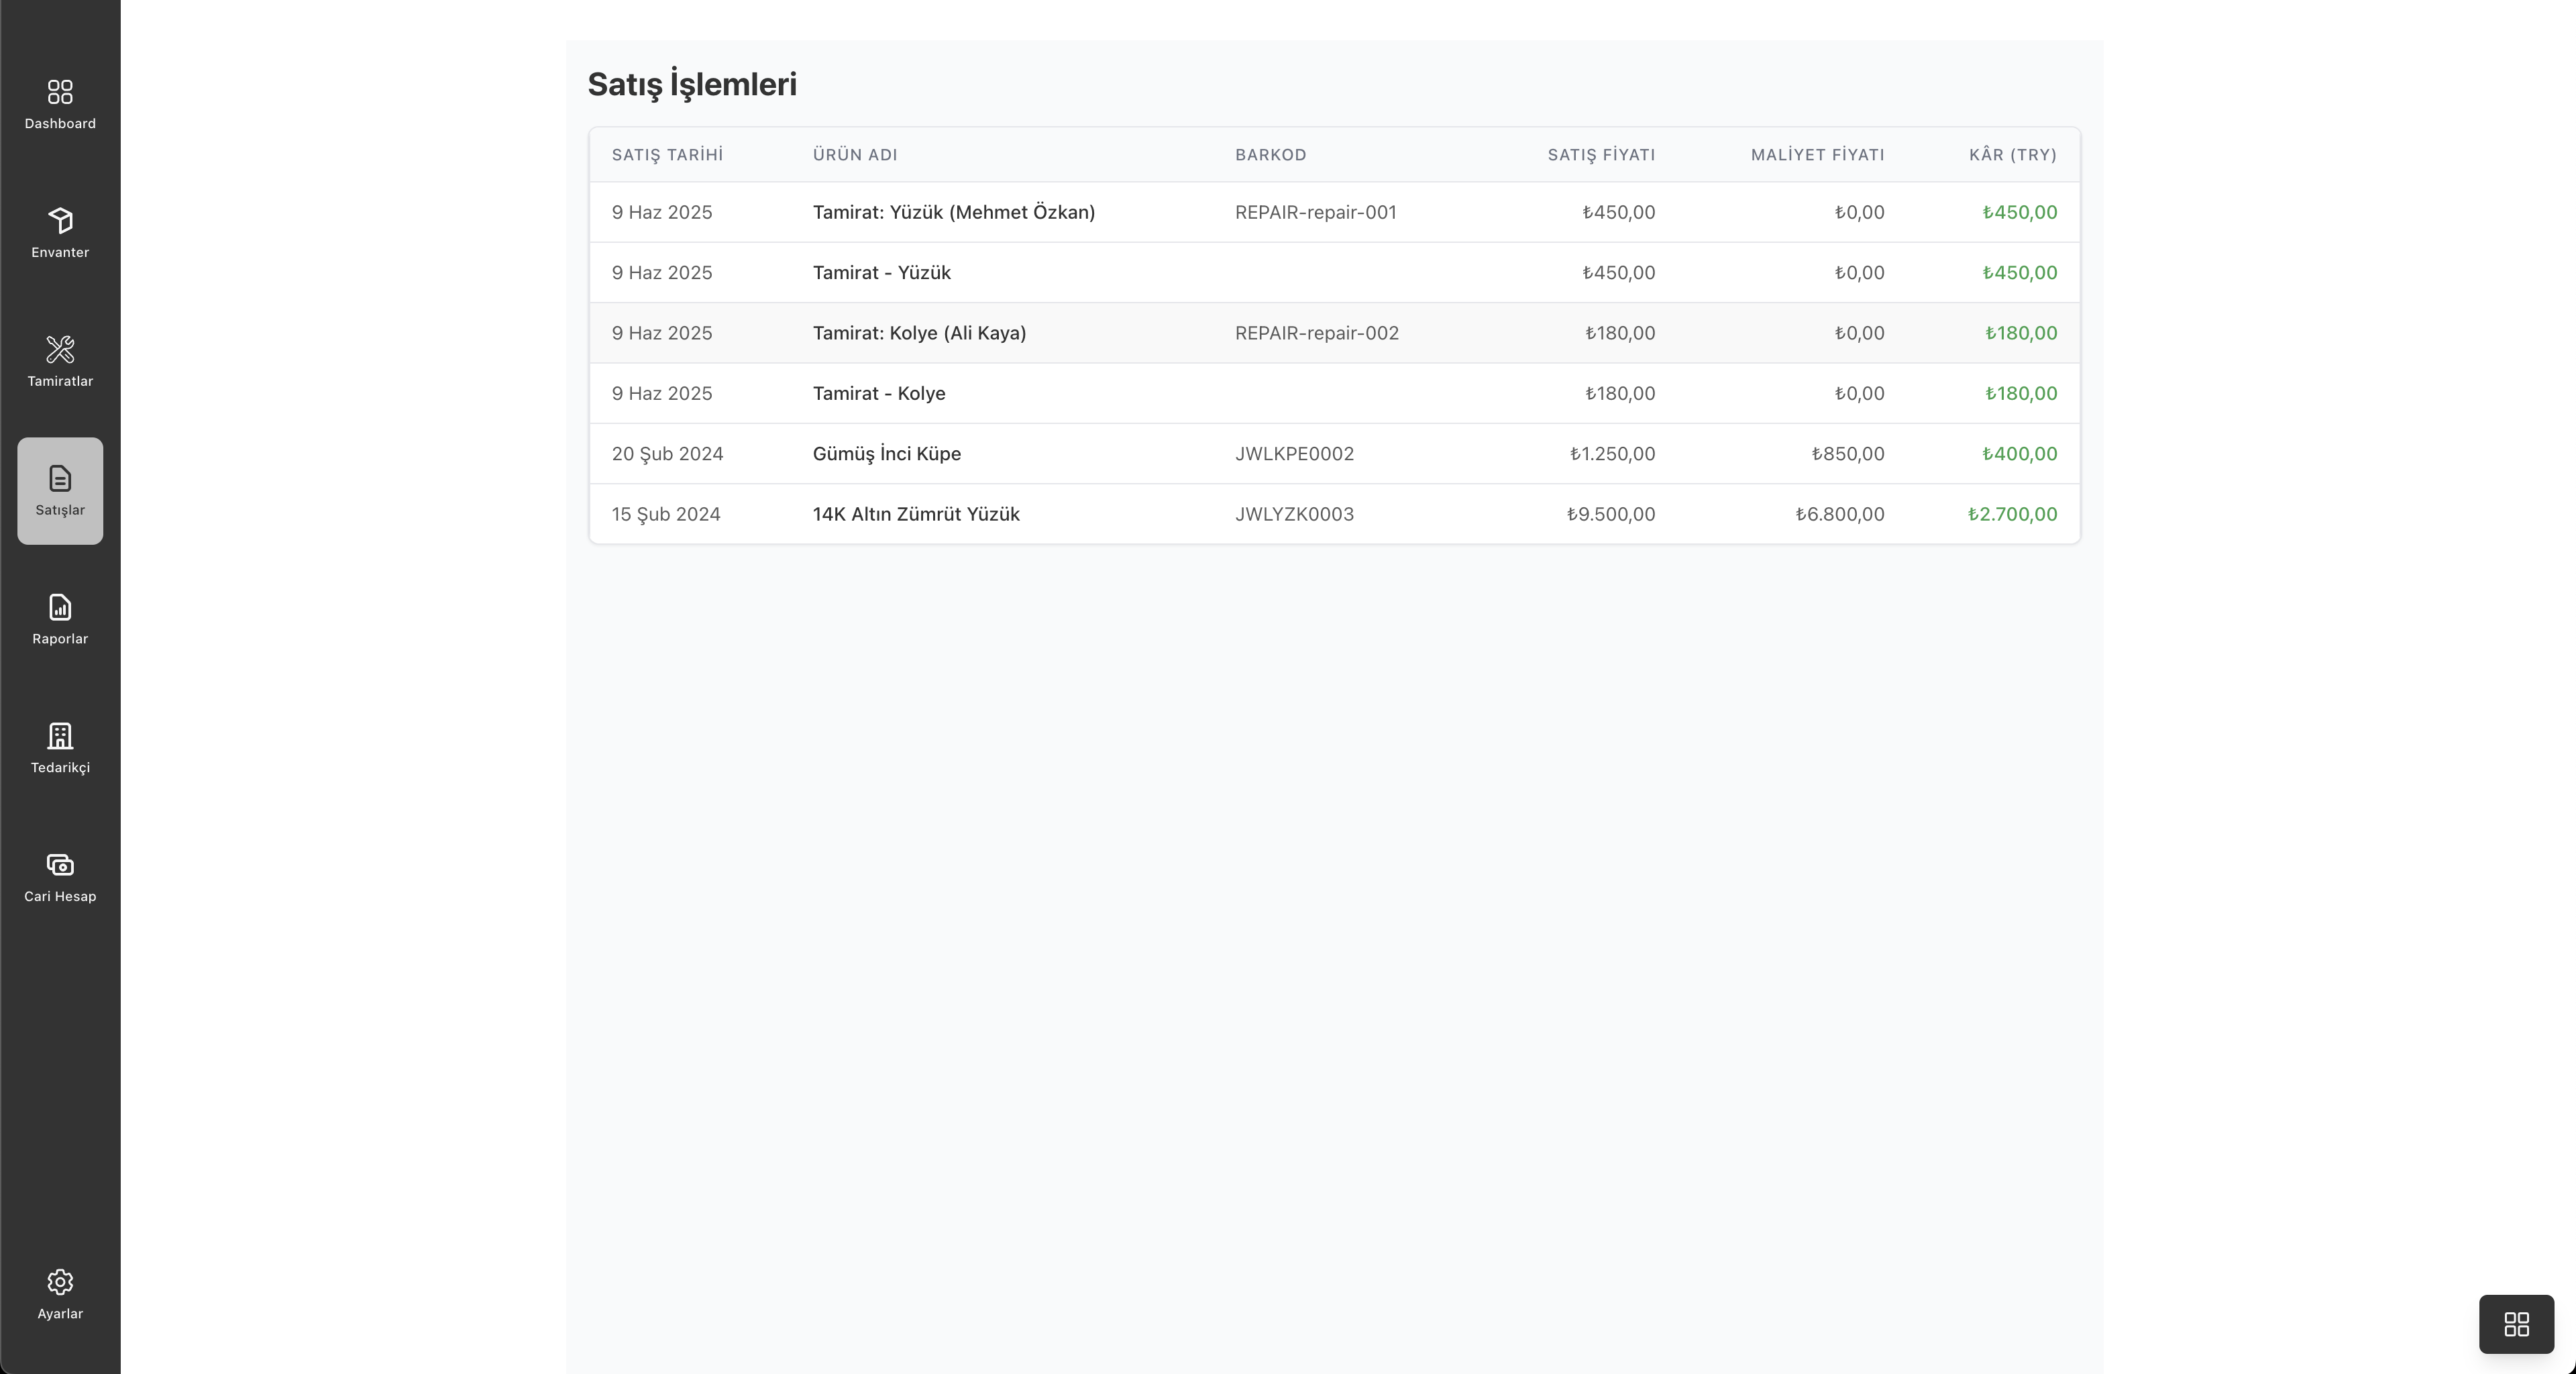 Dashboard
Envanter
Tamiratlar
Satışlar
Raporlar
Tedarikçi
Cari Hesap
Ayarlar
Satış İşlemleri
SATIŞ TARİHİ ÜRÜN ADI BARKOD SATIŞ FİYATI MALİYET FİYATI KÂR (TRY)
9 Haz 2025 Tamirat: Yüzük (Mehmet Özkan) REPAIR-repair-001 ₺450,00 ₺0,00 ₺450,00
9 Haz 2025 Tamirat - Yüzük ₺450,00 ₺0,00 ₺450,00
9 Haz 2025 Tamirat: Kolye (Ali Kaya) REPAIR-repair-002 ₺180,00 ₺0,00 ₺180,00
9 Haz 2025 Tamirat - Kolye ₺180,00 ₺0,00 ₺180,00
20 Şub 2024 Gümüş İnci Küpe JWLKPE0002 ₺1.250,00 ₺850,00 ₺400,00
15 Şub 2024 14K Altın Zümrüt Yüzük JWLYZK0003 ₺9.500,00 ₺6.800,00 ₺2.700,00